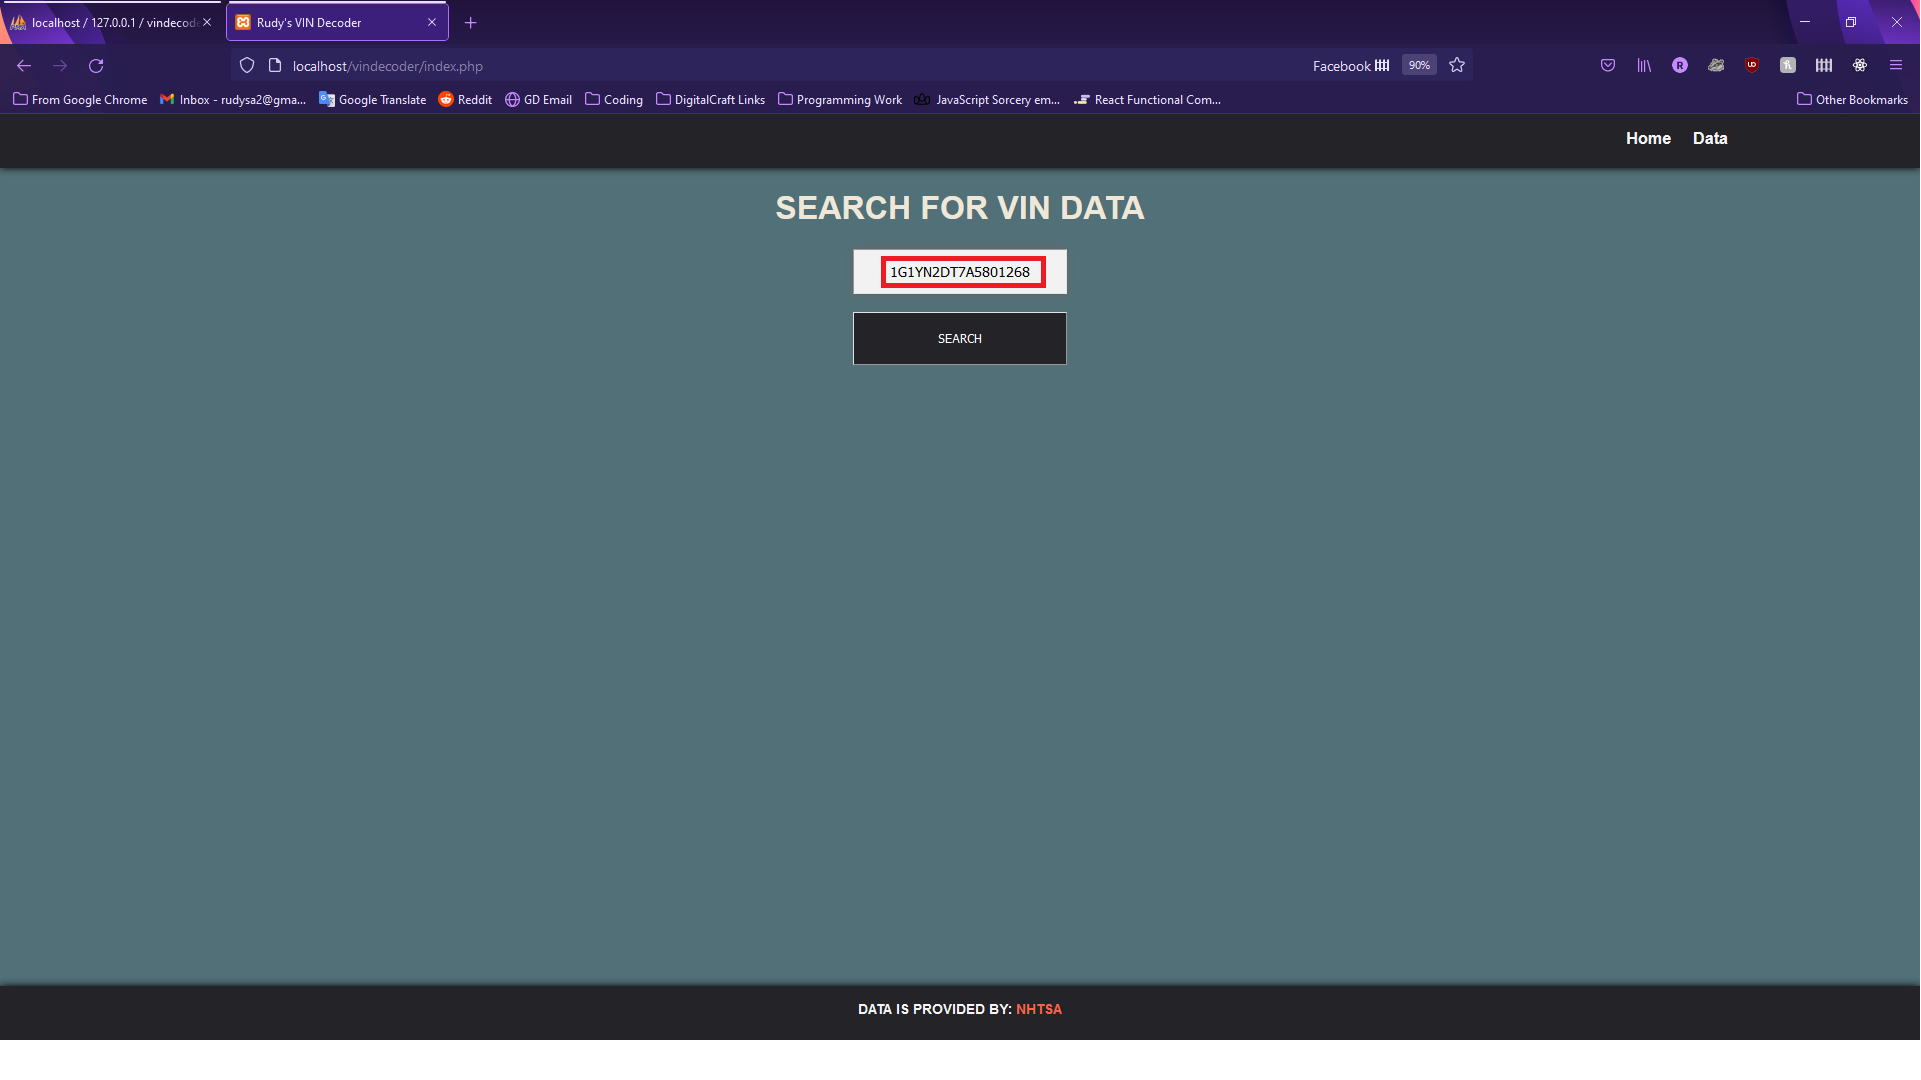 localhost / 127.0.0.1 / vindecode
Rudy's VIN Decoder
localhost/vindecoder/index.php
Facebook
90%
From Google Chrome
Inbox - rudysa2@gma...
Google Translate
Reddit
GD Email
Coding
DigitalCraft Links
Programming Work
JavaScript Sorcery em...
React Functional Com...
Other Bookmarks
Home
Data
SEARCH FOR VIN DATA
1G1YN2DT7A5801268
SEARCH
DATA IS PROVIDED BY: NHTSA